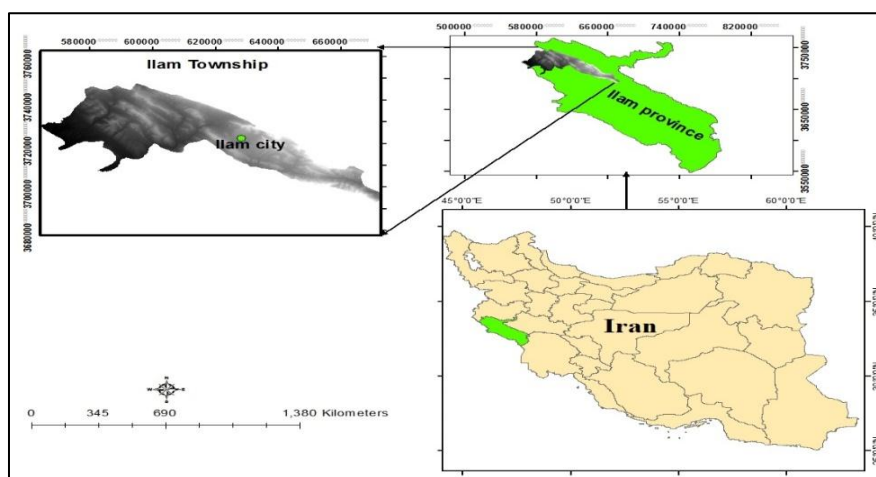 580000 600000 620000 640000 660000
Ilam Township
3760000
3740000
3720000
3700000
3680000
Ilam city
500000 580000 660000 740000 820000
3750000
3650000
3550000
Ilam province
45°0'0"E 50°0'0"E 55°0'0"E 60°0'0"E
Iran
N
W E
S
0 345 690 1,380 Kilometers